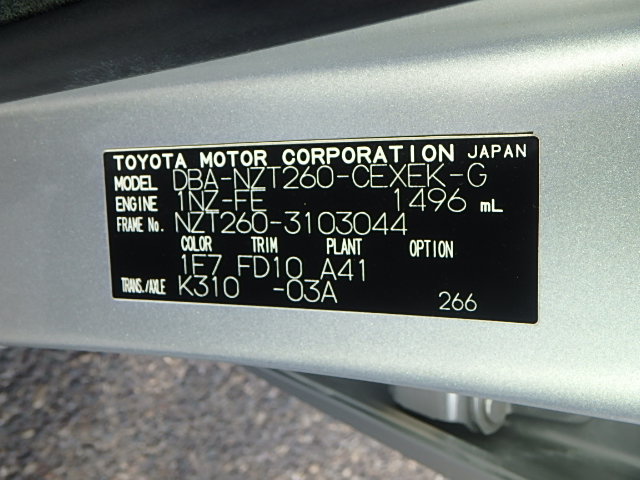 TOYOTA MOTOR CORPORATION JAPAN
MODEL DBA-NZT260-CEXEK-G
ENGINE 1NZ-FE 1496 mL
FRAME No. NZT260-3103044
COLOR TRIM PLANT OPTION
1F7 FD10 A41
TRANS./AXLE K310 -03A
266